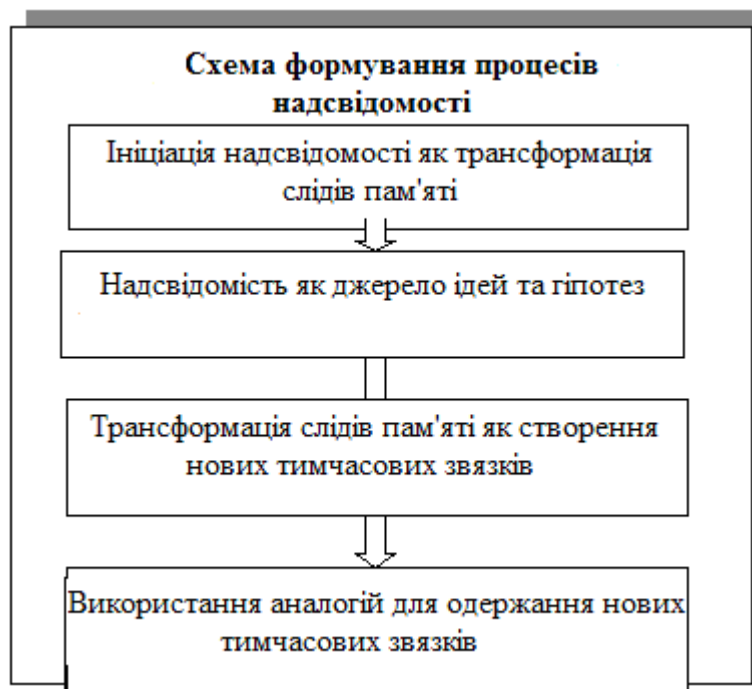 Схема формування процесів
надсвідомості
Ініціація надсвідомості як трансформація
слідів пам'яті
Надсвідомість як джерело ідей та гіпотез
Трансформація слідів пам'яті як створення
нових тимчасових звязків
Використання аналогій для одержання нових
тимчасових звязків